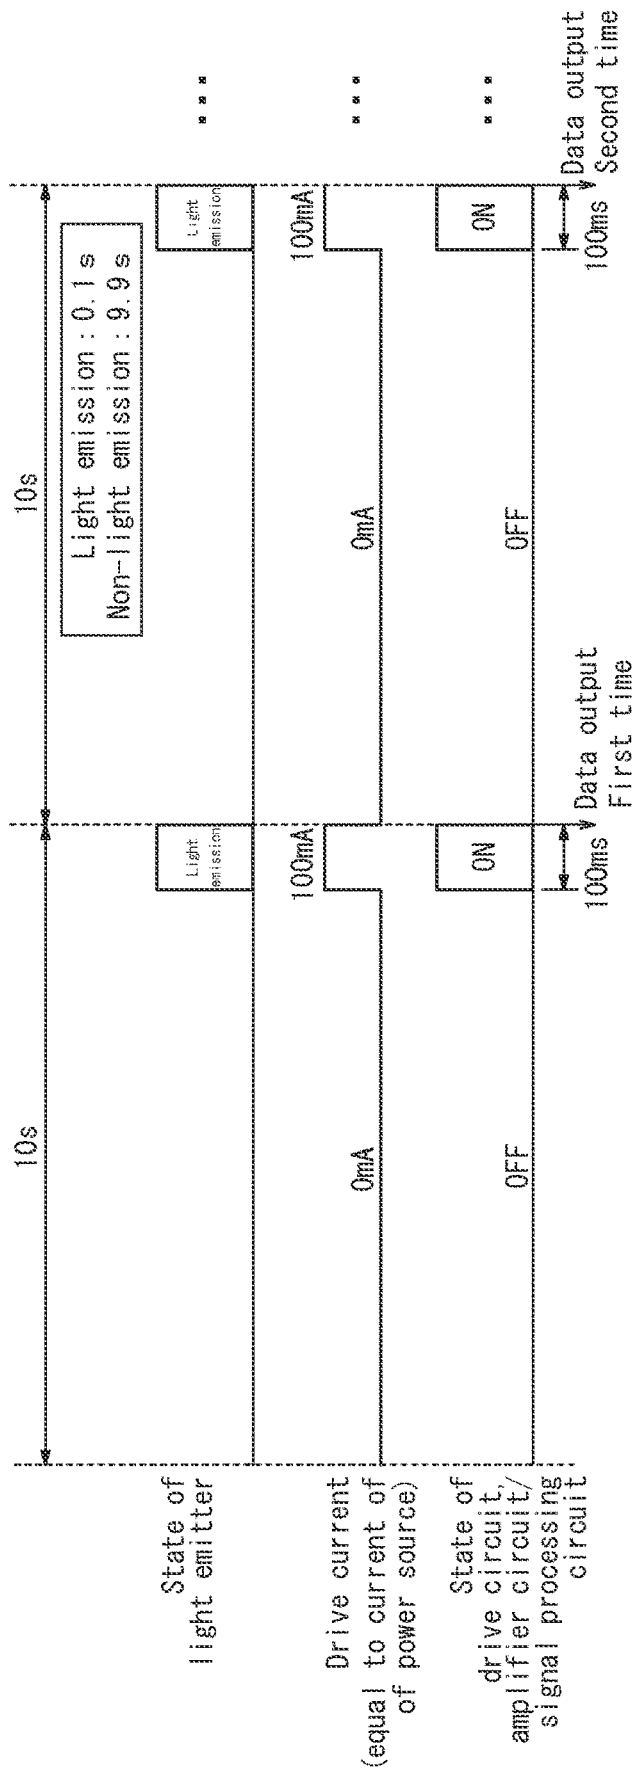 10s
10s
Light emission : 0.1 s
Non-light emission : 9.9 s
State of
light emitter
Light
emission
Light
emission
Drive current
(equal to current of
of power source)
0mA
100mA
0mA
100mA
State of
drive circuit,
amplifier circuit/
signal processing
circuit
OFF
ON
OFF
ON
100ms
Data output
First time
100ms
Data output
Second time